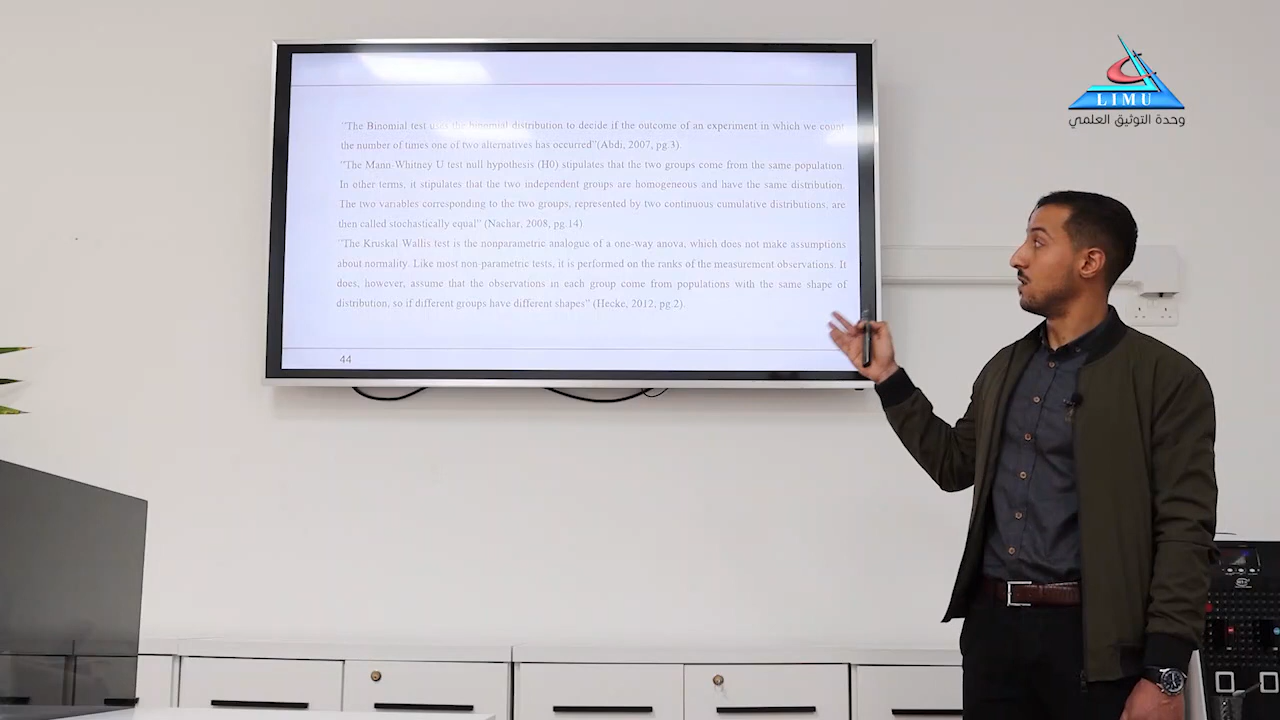 "The Binomial test uses the binomial distribution to decide if the outcome of an experiment in which we count
the number of times one of two alternatives has occurred"(Abdi, 2007, pg.3).
"The Mann-Whitney U test null hypothesis (H0) stipulates that the two groups come from the same population.
In other terms, it stipulates that the two independent groups are homogeneous and have the same distribution.
The two variables corresponding to the two groups, represented by two continuous cumulative distributions, are
then called stochastically equal" (Nachar, 2008, pg.14)
"The Kruskal Wallis test is the nonparametric analogue of a one-way anova, which does not make assumptions
about normality. Like most non-parametric tests, it is performed on the ranks of the measurement observations. It
does, however, assume that the observations in each group come from populations with the same shape of
distribution, so if different groups have different shapes" (Hecke, 2012, pg.2).
44
LIMU
وحدة التوثيق العلمي